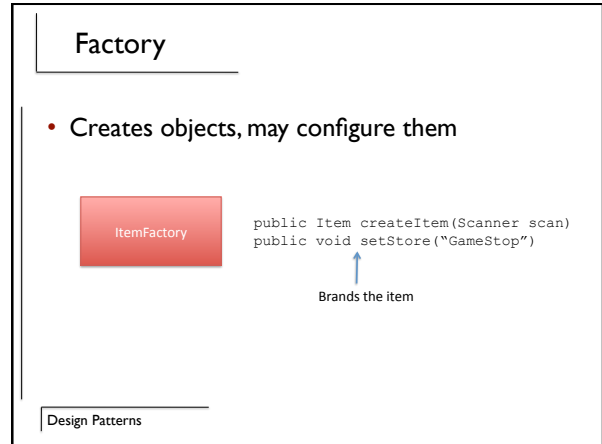 Factory
• Creates objects, may configure them
ItemFactory
public Item createItem(Scanner scan)
public void setStore(“GameStop”)
Brands the item
Design Patterns